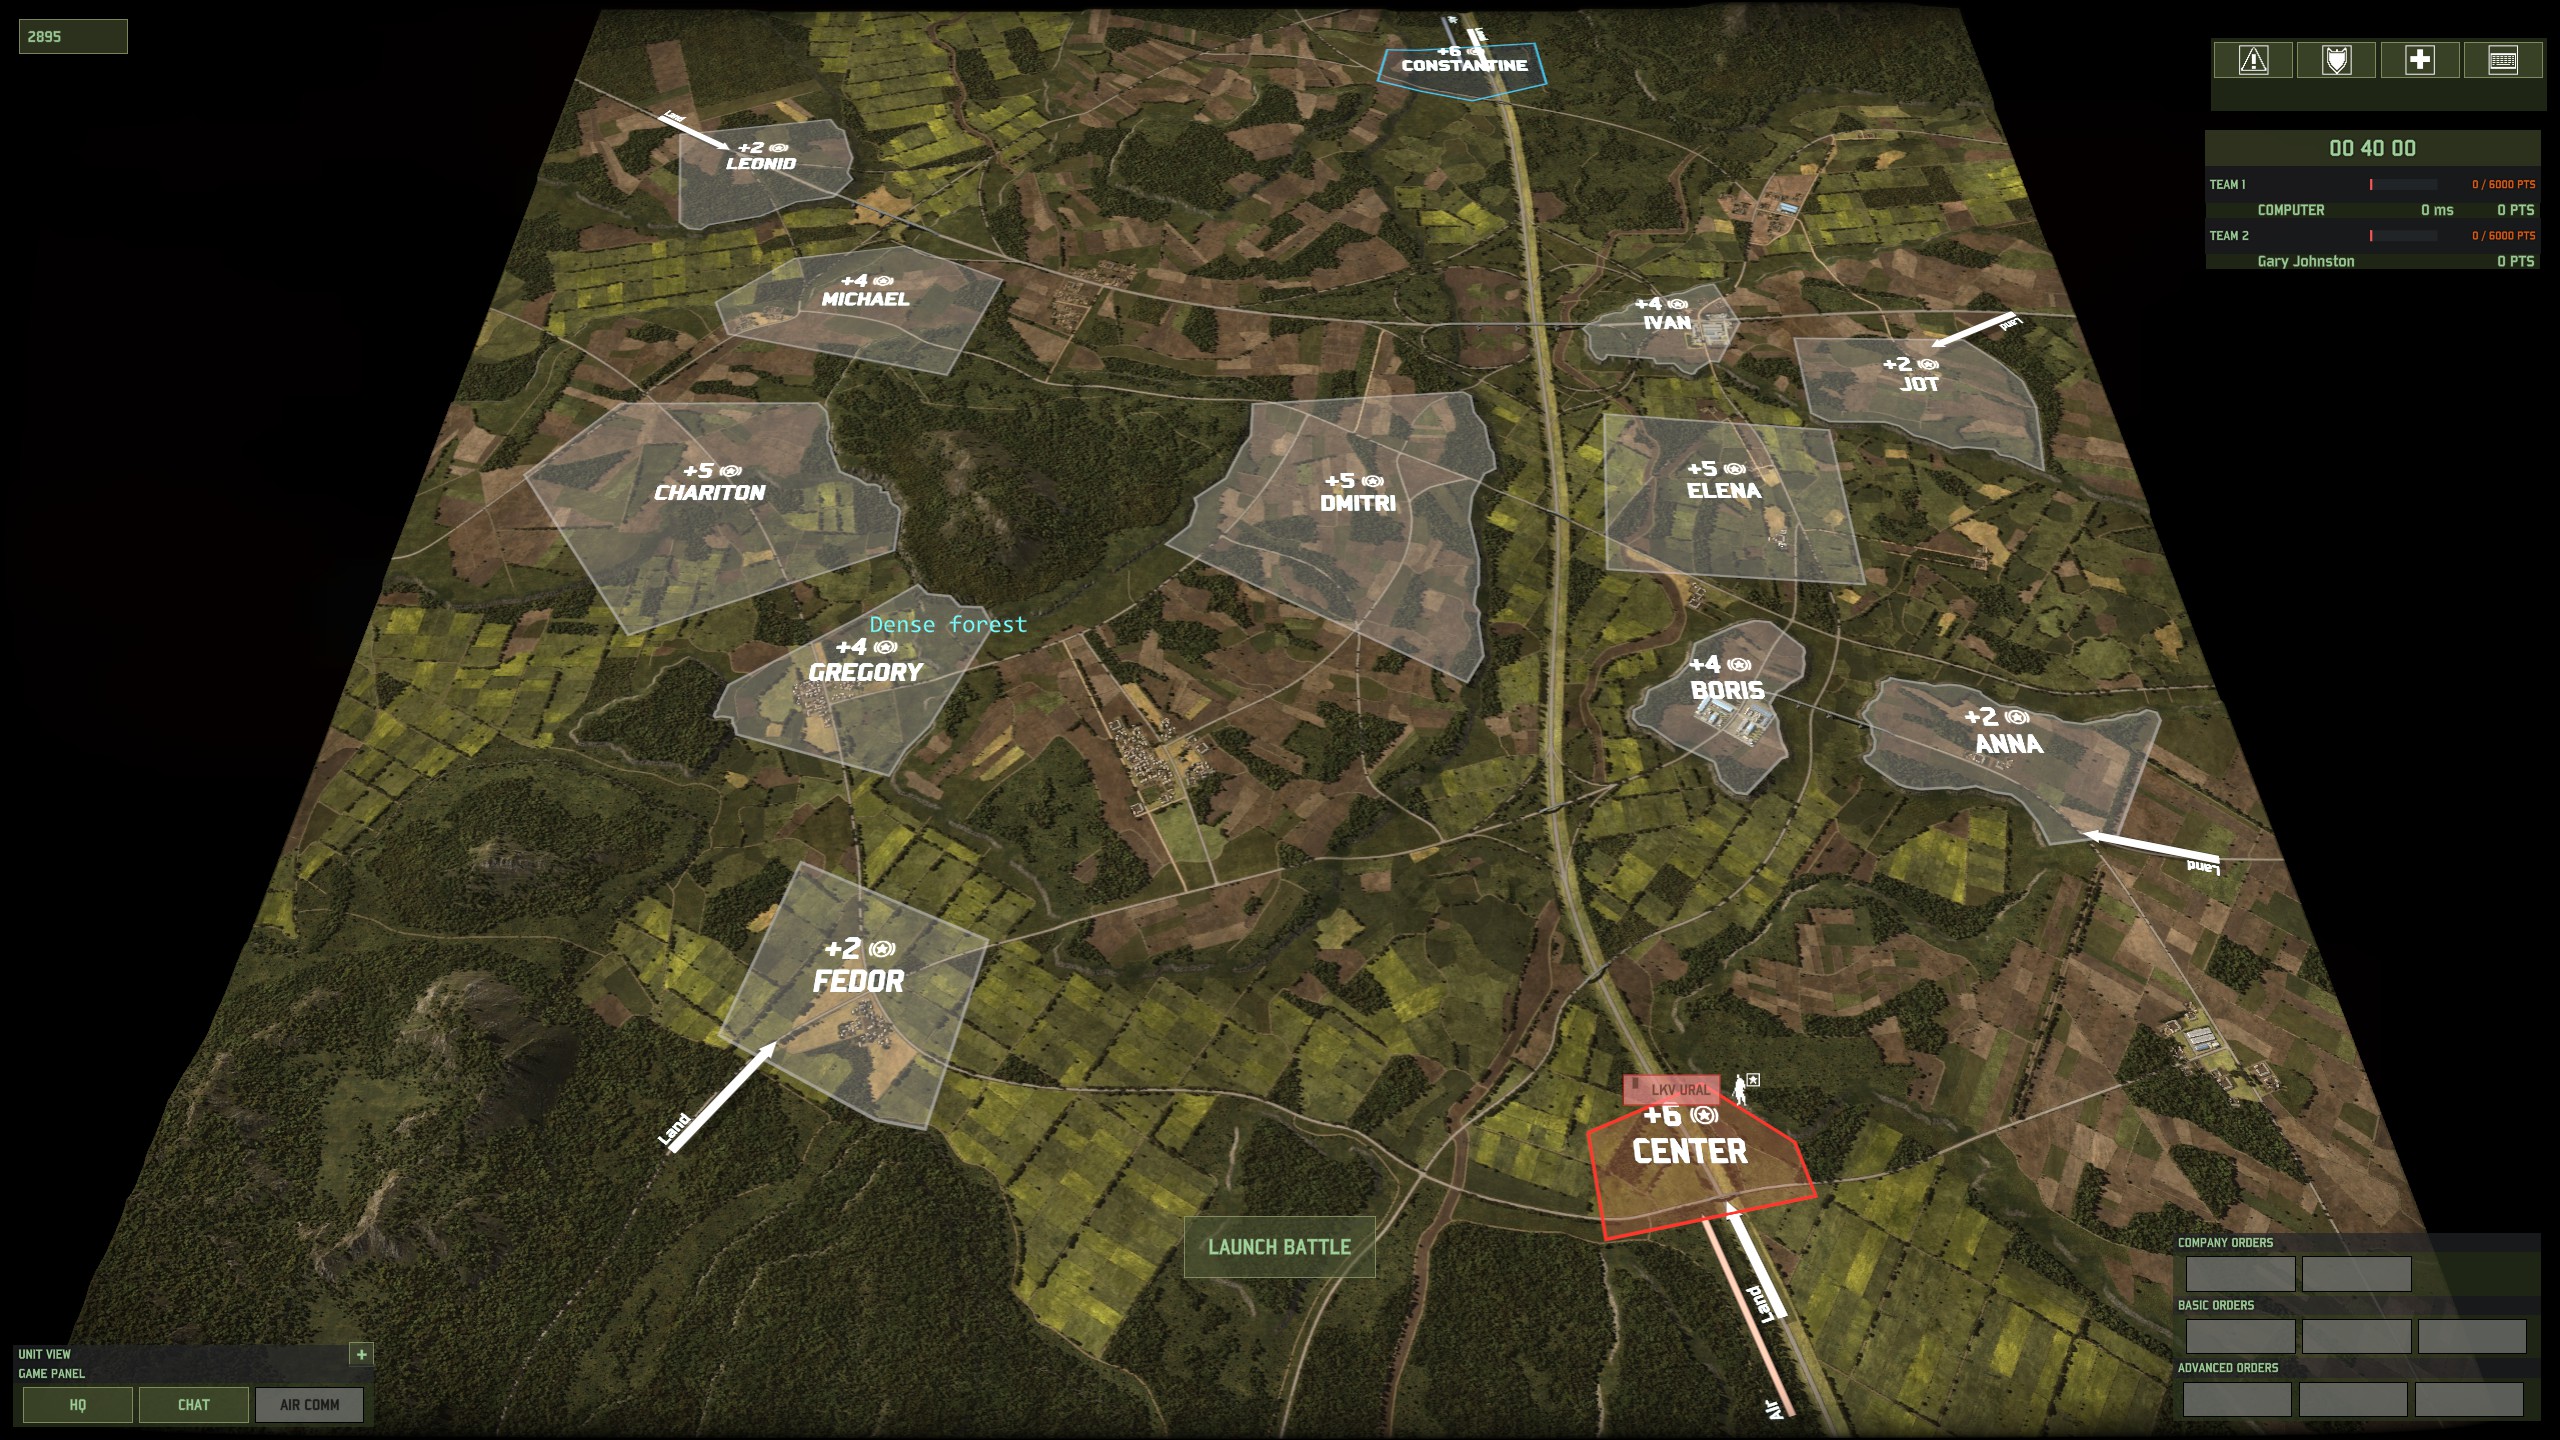 2895
+6
CONSTANTINE
00 40 00
TEAM 1
0 / 6000 PTS
COMPUTER
0 ms
0 PTS
TEAM 2
0 / 6000 PTS
Gary Johnston
0 PTS
Land
+2
LEONID
+4
MICHAEL
+4
IVAN
Land
+2
JOT
+5
CHARITON
+5
DMITRI
+5
ELENA
Dense forest
+4
GREGORY
+4
BORIS
+2
ANNA
Land
+2
FEDOR
Land
LKV URAL
+6
CENTER
LAUNCH BATTLE
Land
Air
COMPANY ORDERS
BASIC ORDERS
ADVANCED ORDERS
UNIT VIEW
+
GAME PANEL
HQ
CHAT
AIR COMM